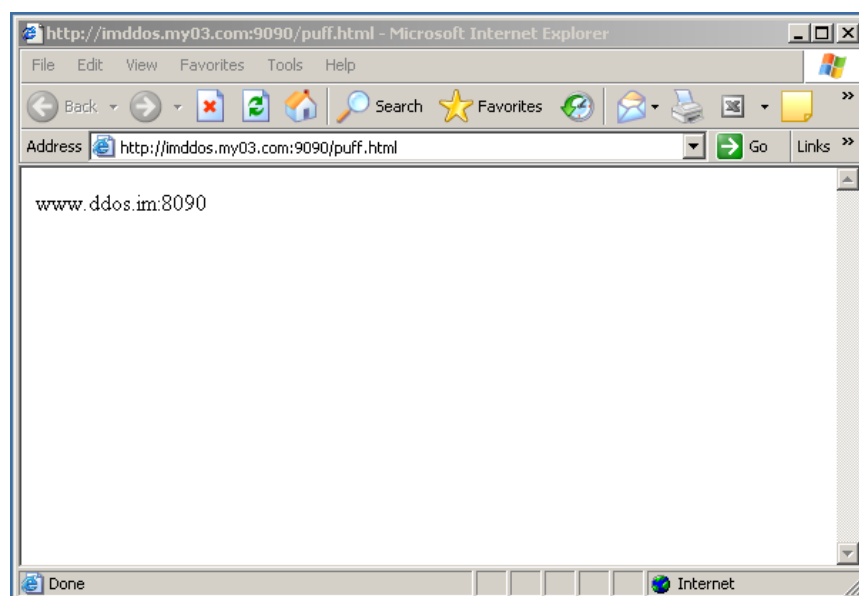 http://imddos.my03.com:9090/puff.html - Microsoft Internet Explorer
File Edit View Favorites Tools Help
Back Search Favorites »
Address http://imddos.my03.com:9090/puff.html Go Links »
www.ddos.im:8090
Done Internet